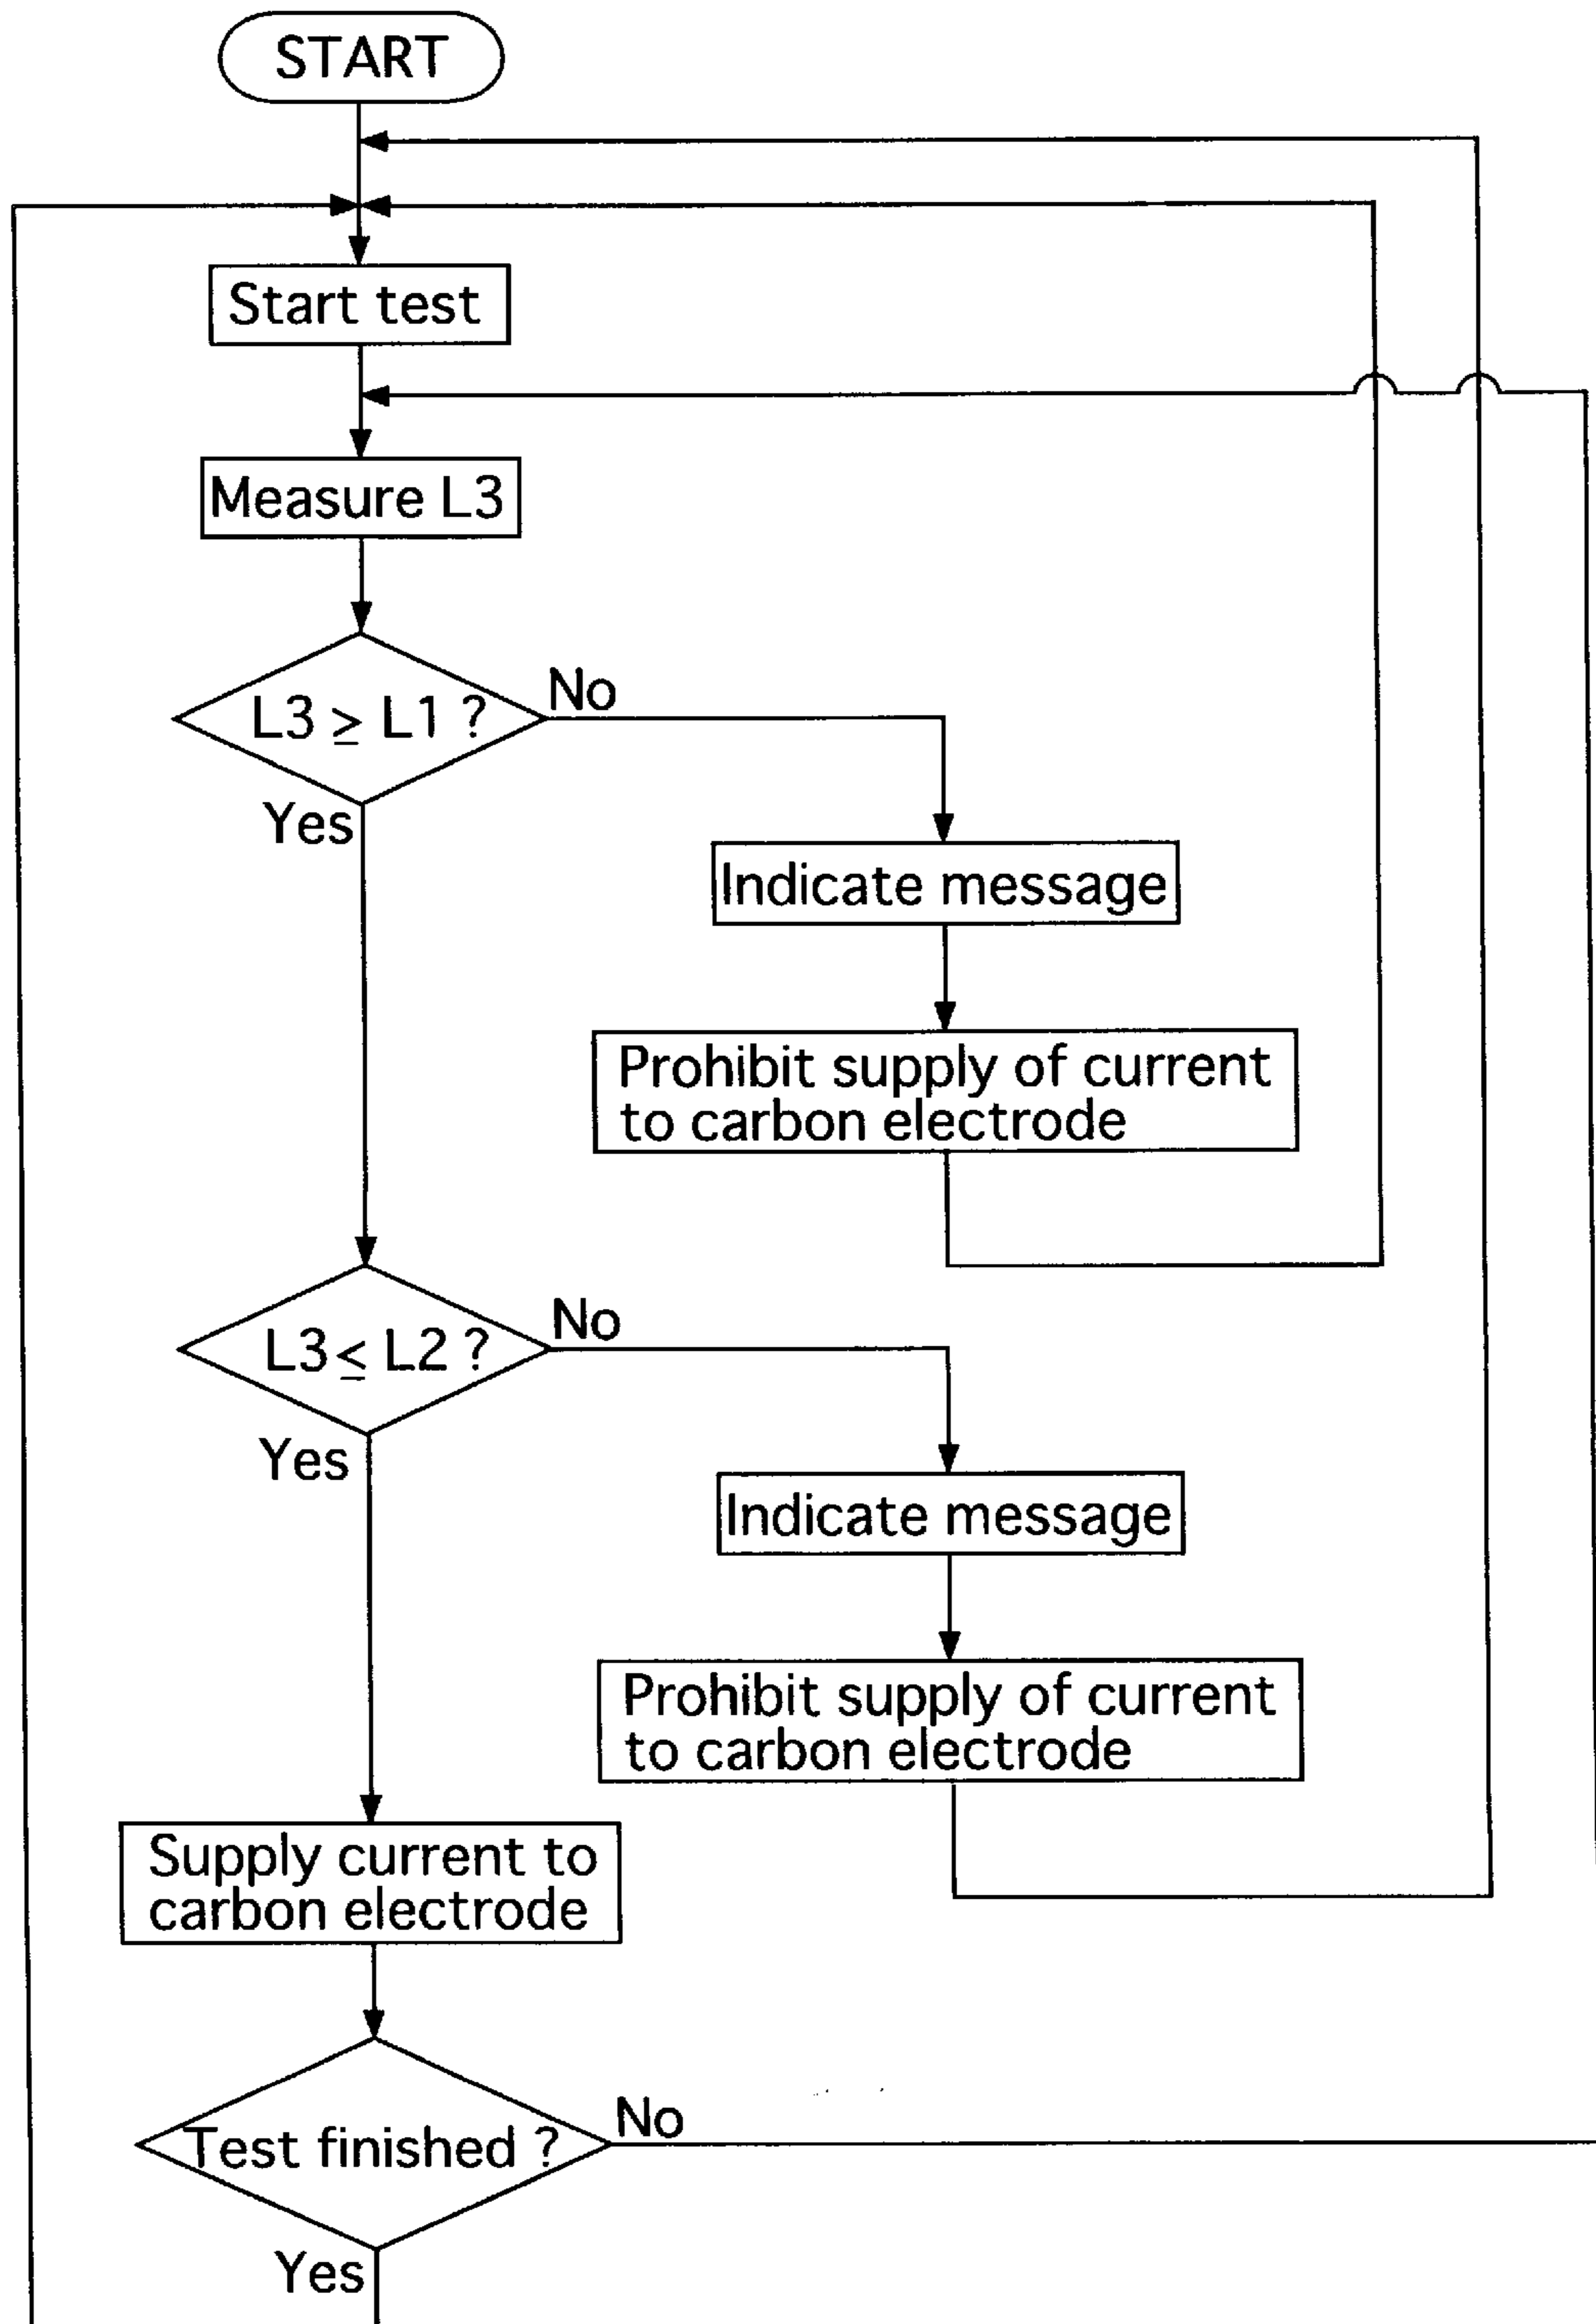 START
Start test
Measure L3
L3 ≥ L1 ?
No
Yes
Indicate message
Prohibit supply of current
to carbon electrode
L3 ≤ L2 ?
No
Yes
Indicate message
Prohibit supply of current
to carbon electrode
Supply current to
carbon electrode
Test finished ?
No
Yes